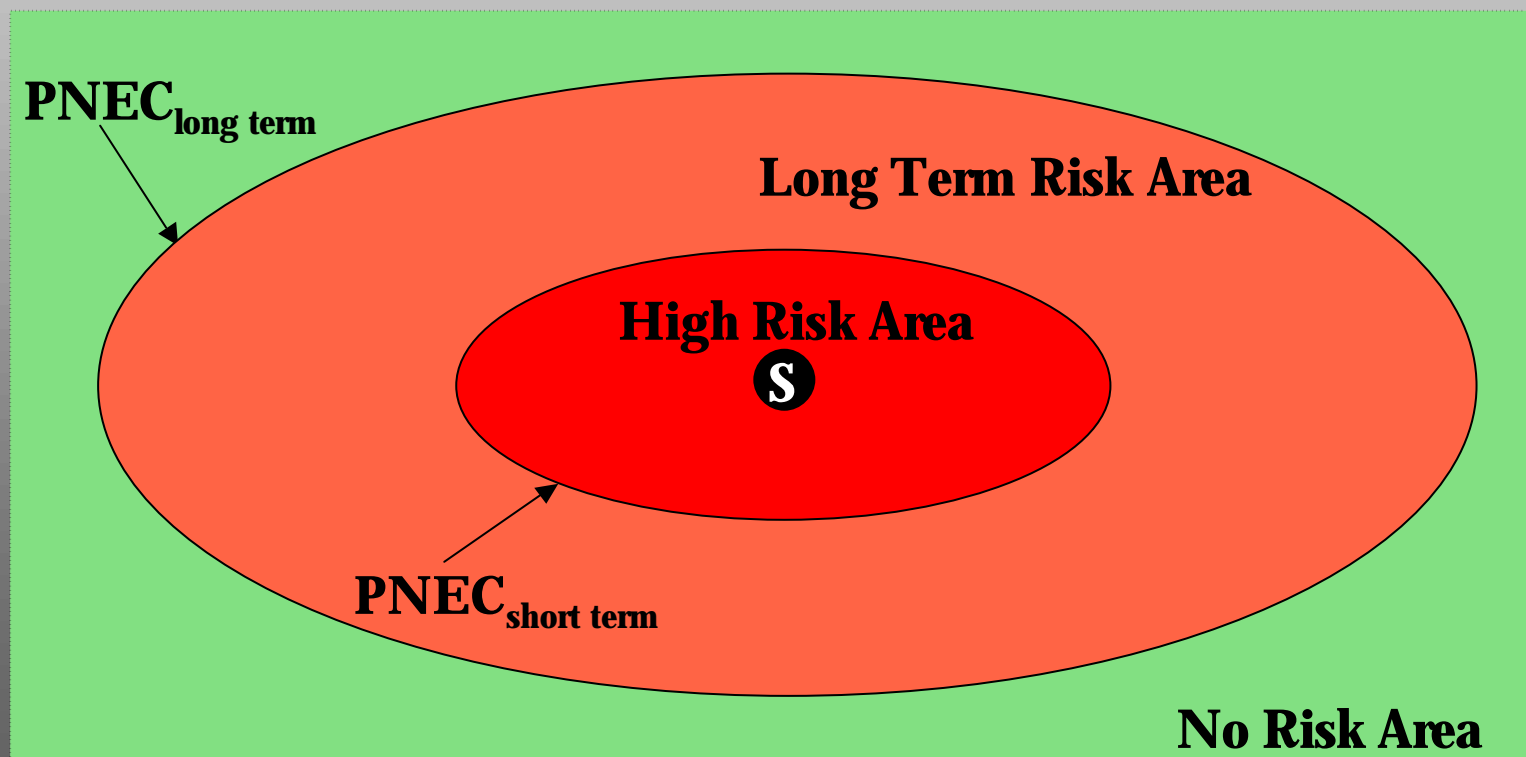 PNEClong term
Long Term Risk Area
High Risk Area
S
PNECshort term
No Risk Area